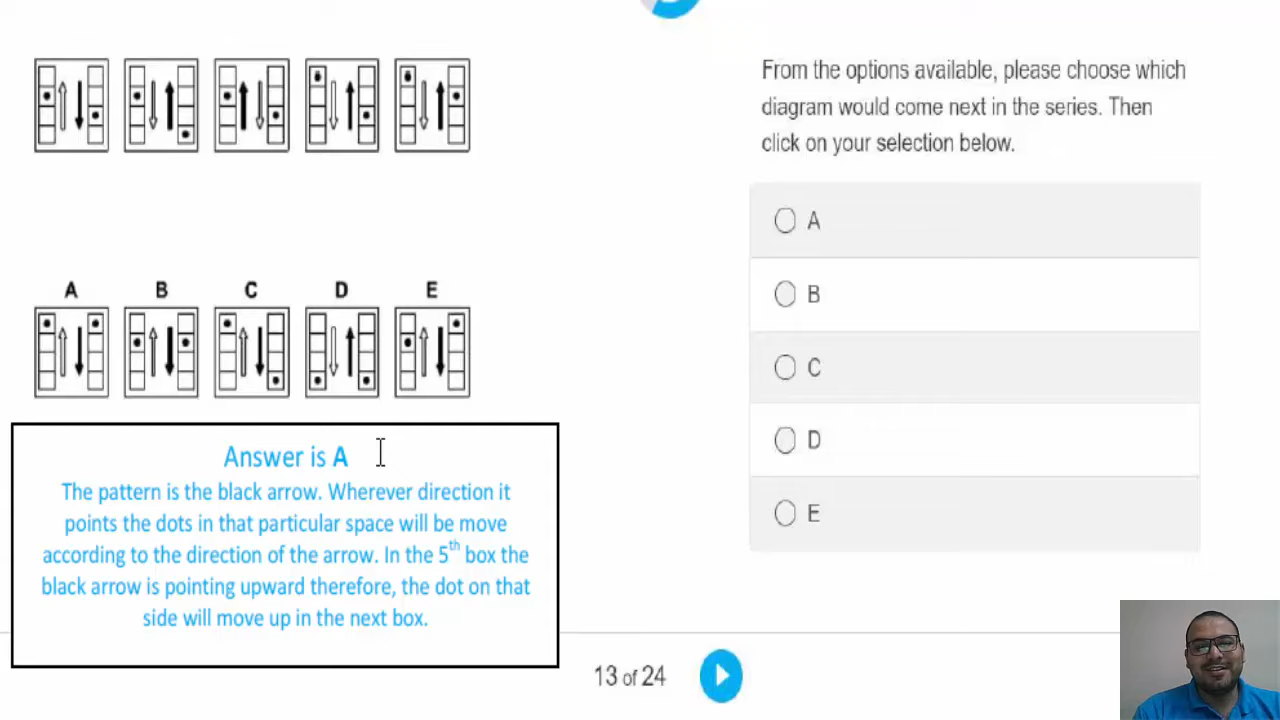 From the options available, please choose which
diagram would come next in the series. Then
click on your selection below.
A
B
C
D
E
A B C D E
Answer is A
The pattern is the black arrow. Wherever direction it
points the dots in that particular space will be move
according to the direction of the arrow. In the 5th box the
black arrow is pointing upward therefore, the dot on that
side will move up in the next box.
13 of 24